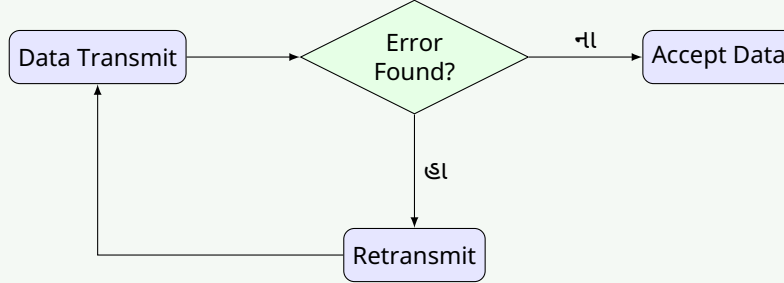 Data Transmit
Error
Found?
ના
Accept Data
હા
Retransmit